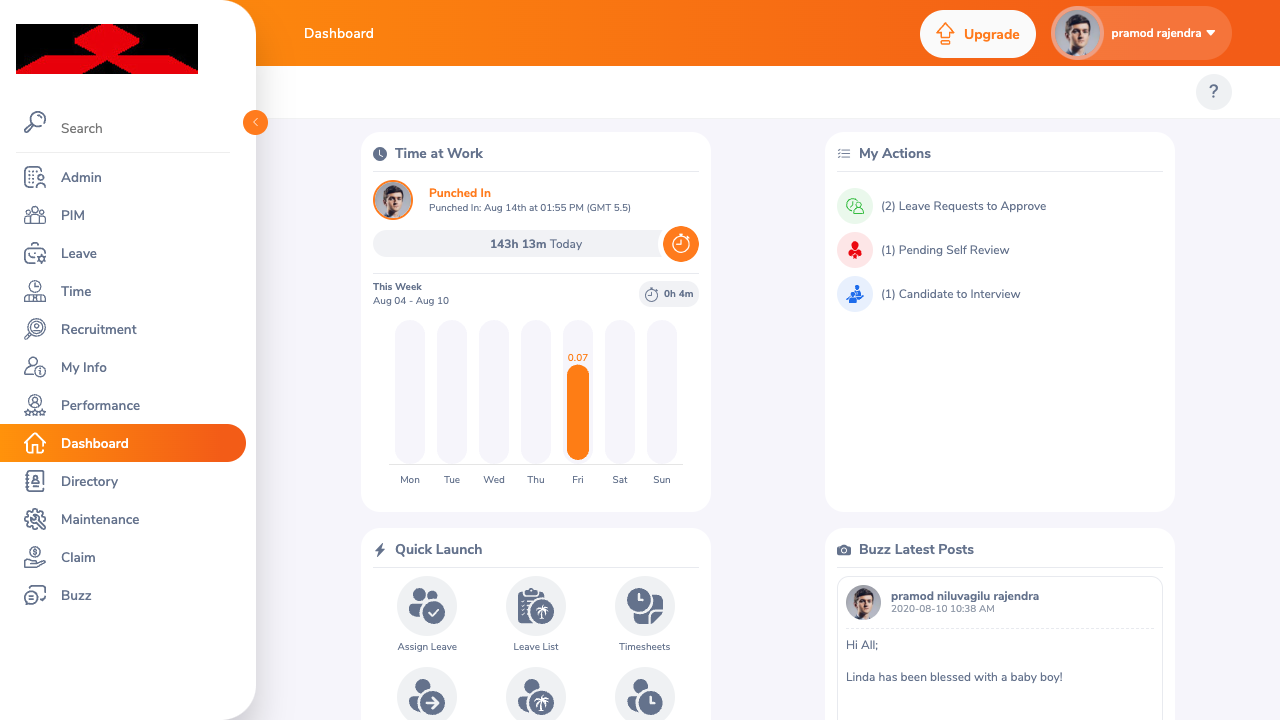 Dashboard
Upgrade
pramod rajendra
?
Search
Admin
PIM
Leave
Time
Recruitment
My Info
Performance
Dashboard
Directory
Maintenance
Claim
Buzz
Time at Work
Punched In
Punched In: Aug 14th at 01:55 PM (GMT 5.5)
143h 13m Today
This Week
Aug 04 - Aug 10
0h 4m
0.07
Mon Tue Wed Thu Fri Sat Sun
My Actions
(2) Leave Requests to Approve
(1) Pending Self Review
(1) Candidate to Interview
Quick Launch
Assign Leave
Leave List
Timesheets
Buzz Latest Posts
pramod niluvagilu rajendra
2020-08-10 10:38 AM
Hi All;
Linda has been blessed with a baby boy!